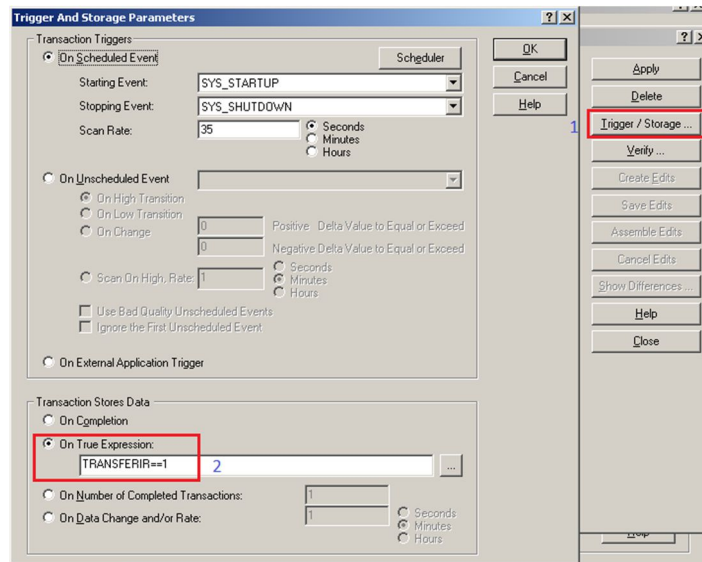 Trigger And Storage Parameters
Transaction Triggers
On Scheduled Event
Scheduler
Starting Event: SYS_STARTUP
Stopping Event: SYS_SHUTDOWN
Scan Rate: 35
Seconds
Minutes
Hours
On Unscheduled Event
On High Transition
On Low Transition
On Change
0 Positive Delta Value to Equal or Exceed
0 Negative Delta Value to Equal or Exceed
Scan On High, Rate: 1
Seconds
Minutes
Hours
Use Bad Quality Unscheduled Events
Ignore the First Unscheduled Event
On External Application Trigger
Transaction Stores Data
On Completion
On True Expression:
TRANSFERIR==1
2
...
On Number of Completed Transactions: 1
On Data Change and/or Rate: 1
Seconds
Minutes
Hours
OK
Cancel
Help
1
Apply
Delete
Trigger / Storage ...
Verify ...
Create Edits
Save Edits
Assemble Edits
Cancel Edits
Show Differences ...
Help
Close